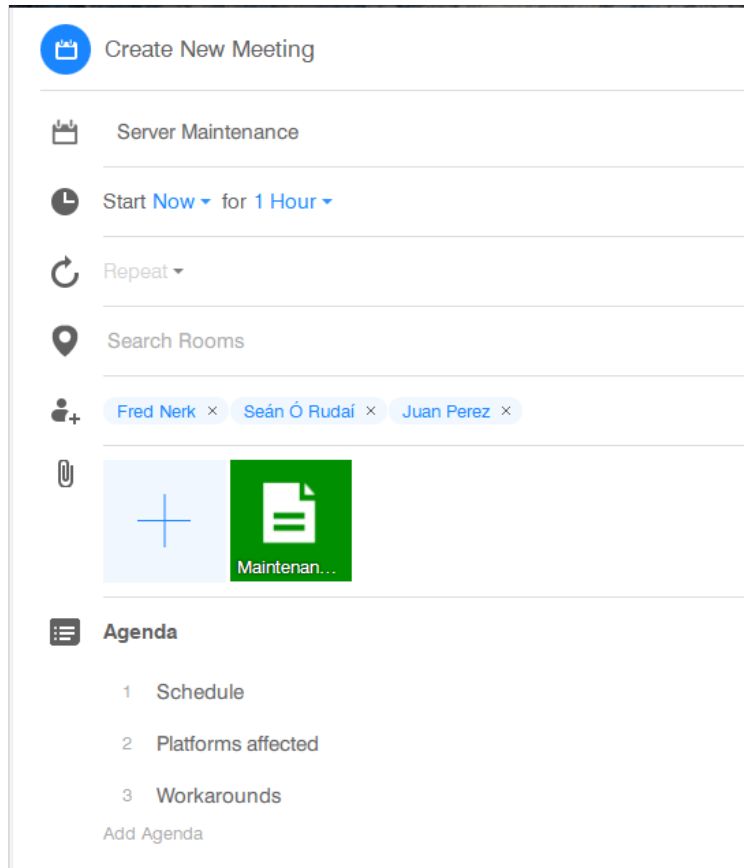 Create New Meeting
Server Maintenance
Start Now for 1 Hour
Repeat
Search Rooms
Fred Nerk × Seán Ó Rudaí × Juan Perez ×
Maintenan...
Agenda
1 Schedule
2 Platforms affected
3 Workarounds
Add Agenda